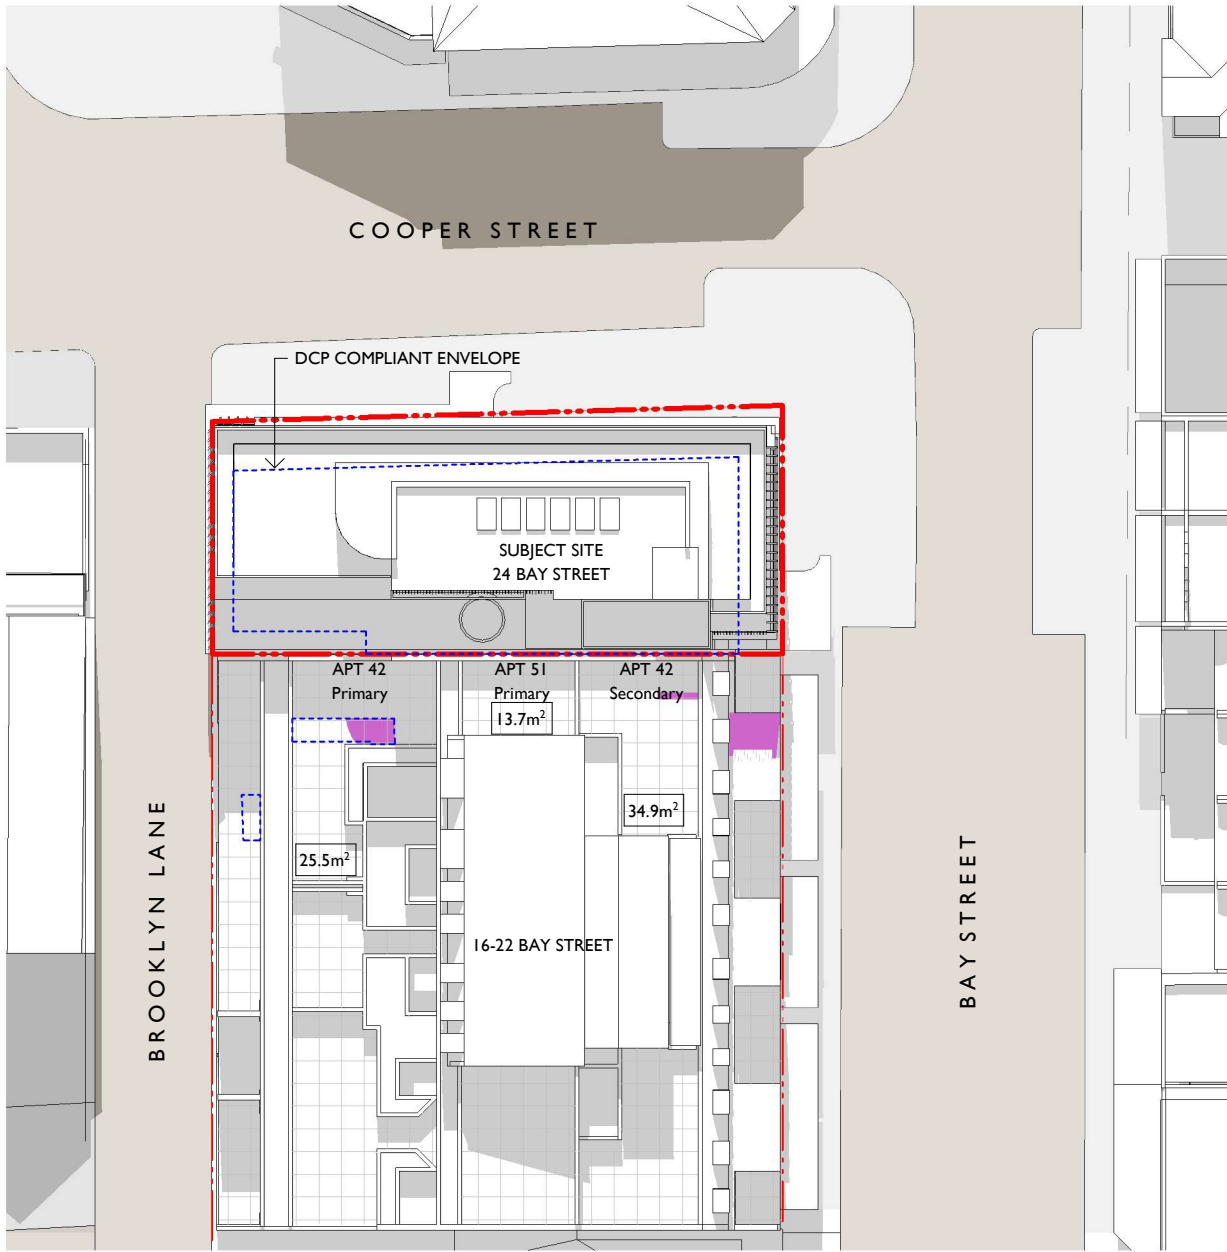 COOPER STREET
DCP COMPLIANT ENVELOPE
SUBJECT SITE
24 BAY STREET
APT 42
Primary
APT 51
Primary
13.7m²
APT 42
Secondary
34.9m²
25.5m²
16-22 BAY STREET
BROOKLYN LANE
BAY STREET